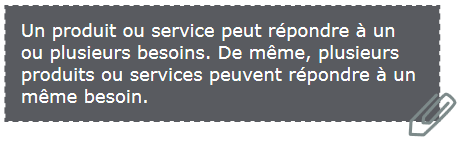 Un produit ou service peut répondre à un
ou plusieurs besoins. De même, plusieurs
produits ou services peuvent répondre à un
même besoin.